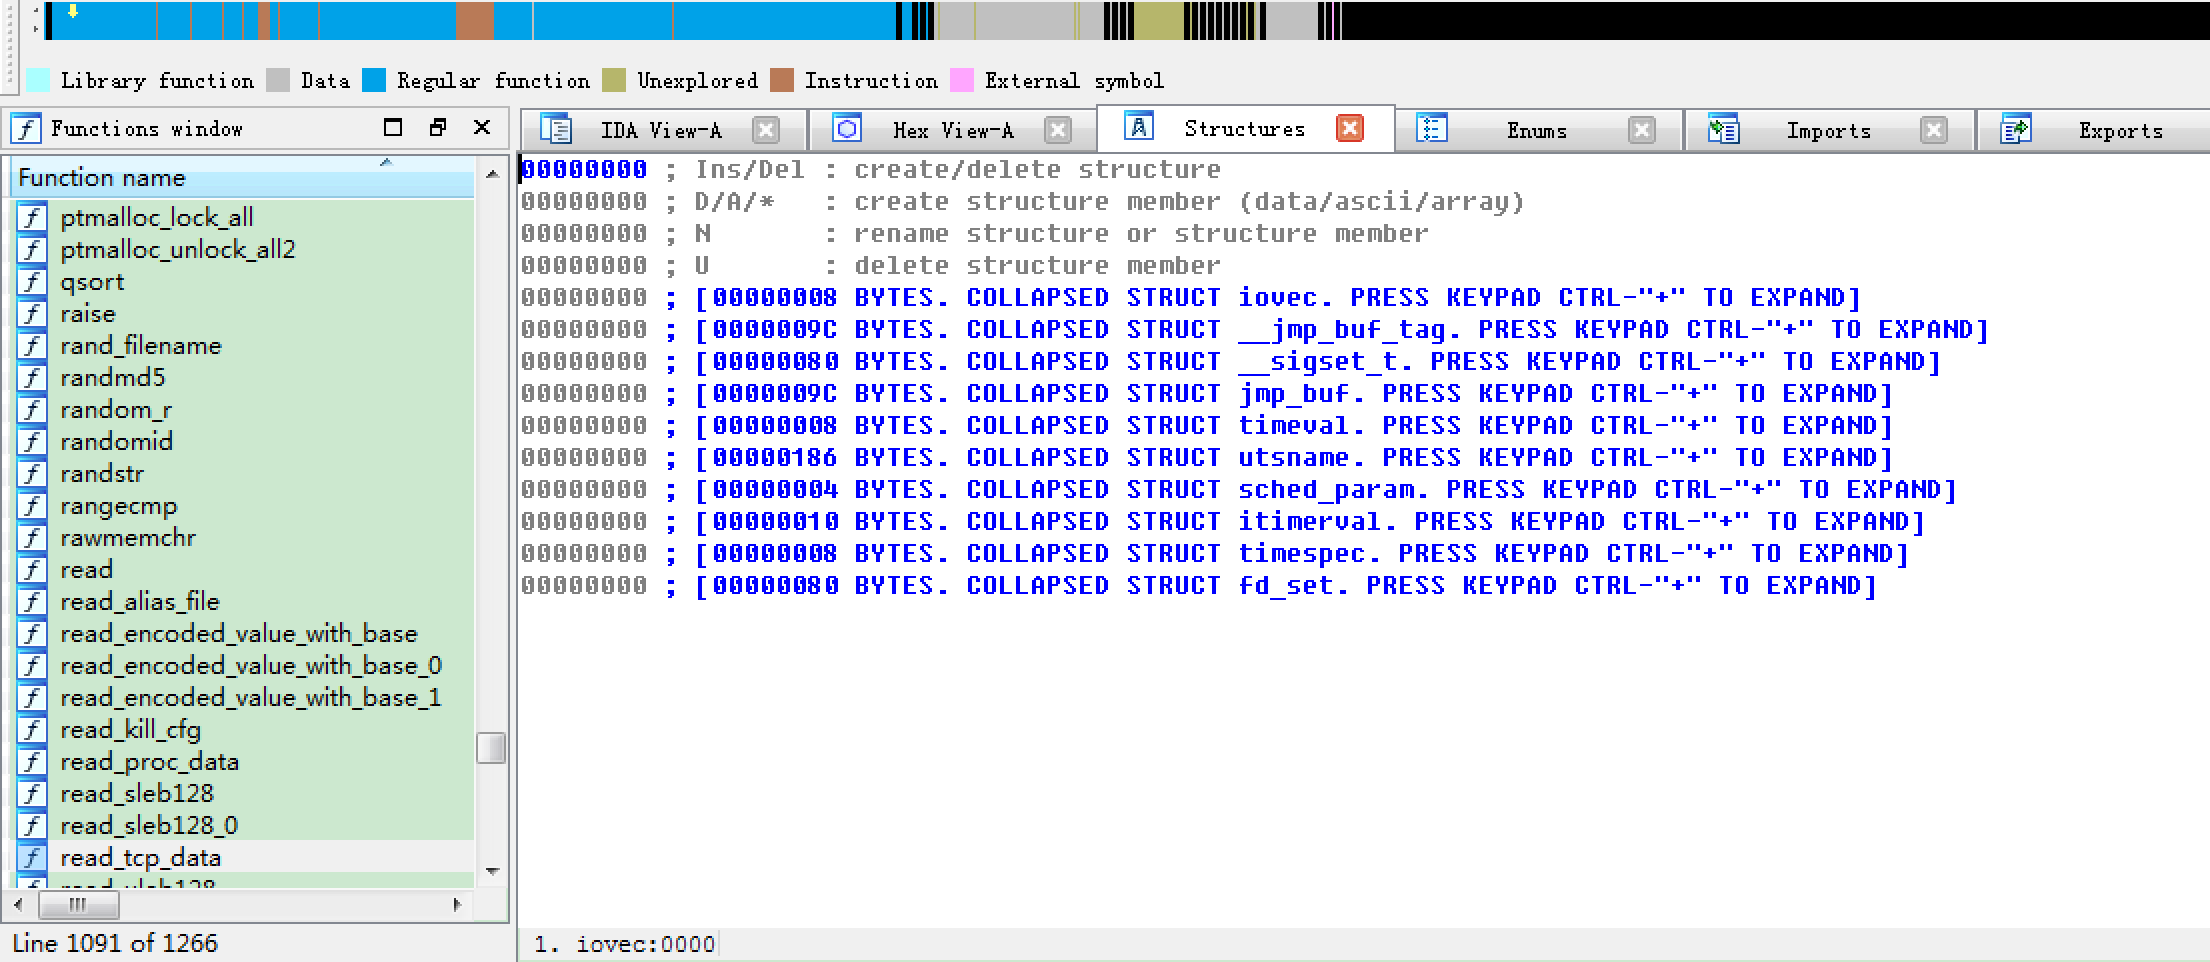 Library function Data Regular function Unexplored Instruction External symbol
Functions window
IDA View-A Hex View-A Structures Enums Imports Exports
Function name
ptmalloc_lock_all
ptmalloc_unlock_all2
qsort
raise
rand_filename
randmd5
random_r
randomid
randstr
rangecmp
rawmemchr
read
read_alias_file
read_encoded_value_with_base
read_encoded_value_with_base_0
read_encoded_value_with_base_1
read_kill_cfg
read_proc_data
read_sleb128
read_sleb128_0
read_tcp_data
Line 1091 of 1266
00000000 ; Ins/Del : create/delete structure
00000000 ; D/A/* : create structure member (data/ascii/array)
00000000 ; N : rename structure or structure member
00000000 ; U : delete structure member
00000000 ; [00000008 BYTES. COLLAPSED STRUCT iovec. PRESS KEYPAD CTRL-"+" TO EXPAND]
00000000 ; [0000009C BYTES. COLLAPSED STRUCT __jmp_buf_tag. PRESS KEYPAD CTRL-"+" TO EXPAND]
00000000 ; [00000080 BYTES. COLLAPSED STRUCT __sigset_t. PRESS KEYPAD CTRL-"+" TO EXPAND]
00000000 ; [0000009C BYTES. COLLAPSED STRUCT jmp_buf. PRESS KEYPAD CTRL-"+" TO EXPAND]
00000000 ; [00000008 BYTES. COLLAPSED STRUCT timeval. PRESS KEYPAD CTRL-"+" TO EXPAND]
00000000 ; [00000186 BYTES. COLLAPSED STRUCT utsname. PRESS KEYPAD CTRL-"+" TO EXPAND]
00000000 ; [00000004 BYTES. COLLAPSED STRUCT sched_param. PRESS KEYPAD CTRL-"+" TO EXPAND]
00000000 ; [00000010 BYTES. COLLAPSED STRUCT itimerval. PRESS KEYPAD CTRL-"+" TO EXPAND]
00000000 ; [00000008 BYTES. COLLAPSED STRUCT timespec. PRESS KEYPAD CTRL-"+" TO EXPAND]
00000000 ; [00000080 BYTES. COLLAPSED STRUCT fd_set. PRESS KEYPAD CTRL-"+" TO EXPAND]
1. iovec:0000